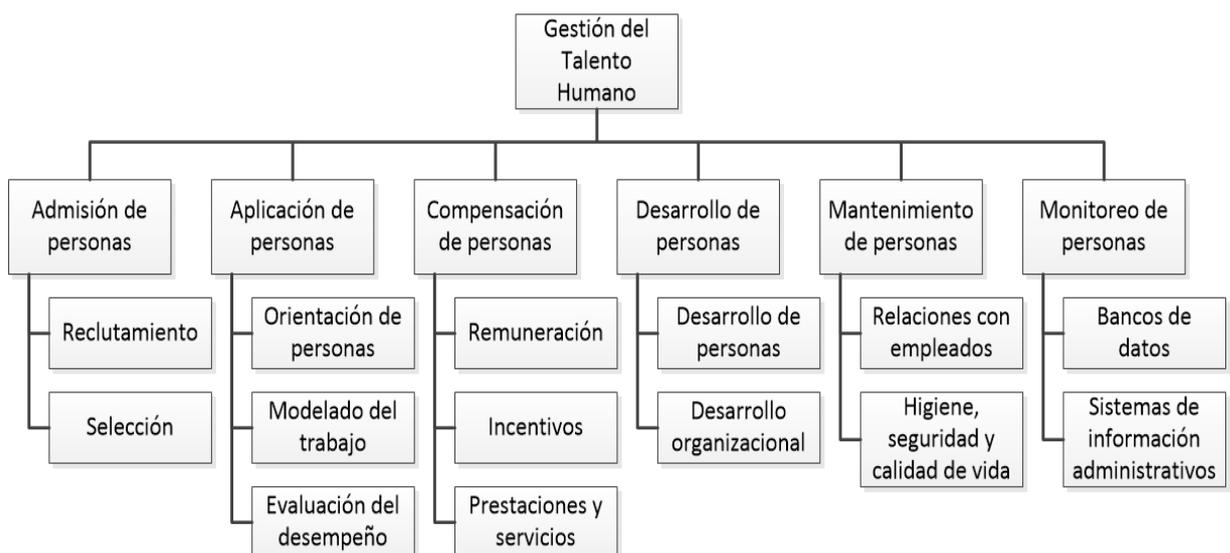 Gestión del
Talento
Humano
Admisión de
personas
Reclutamiento
Selección
Aplicación de
personas
Orientación de
personas
Modelado del
trabajo
Evaluación del
desempeño
Compensación
de personas
Remuneración
Incentivos
Prestaciones y
servicios
Desarrollo de
personas
Desarrollo de
personas
Desarrollo
organizacional
Mantenimiento
de personas
Relaciones con
empleados
Higiene,
seguridad y
calidad de vida
Monitoreo de
personas
Bancos de
datos
Sistemas de
información
administrativos